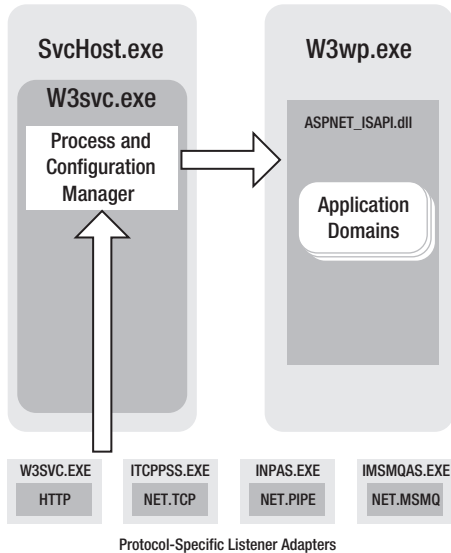 SvcHost.exe
W3svc.exe
Process and
Configuration
Manager
W3wp.exe
ASPNET_ISAPI.dll
Application
Domains
W3SVC.EXE
HTTP
ITCPPSS.EXE
NET.TCP
INPAS.EXE
NET.PIPE
IMSMQAS.EXE
NET.MSMQ
Protocol-Specific Listener Adapters